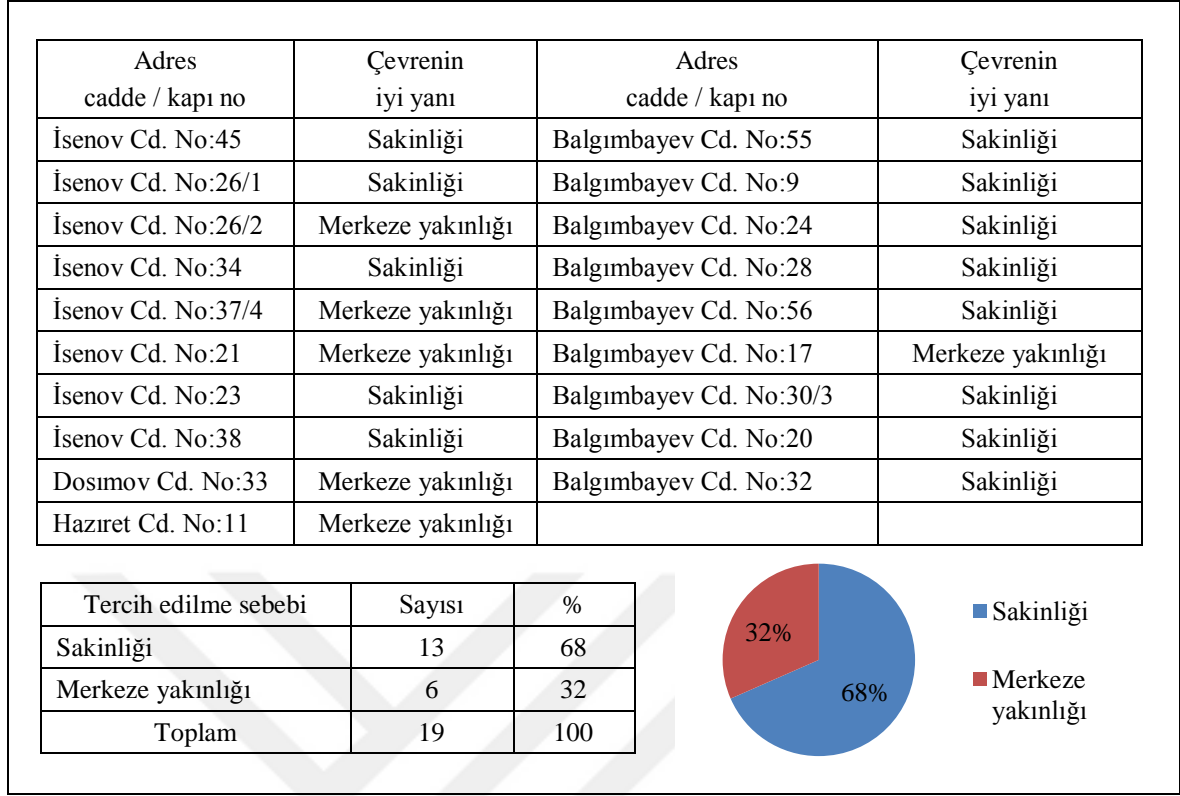 Adres Çevrenin Adres Çevrenin
cadde / kapı no iyi yanı cadde / kapı no iyi yanı
İsenov Cd. No:45 Sakinliği Balgımbayev Cd. No:55 Sakinliği
İsenov Cd. No:26/1 Sakinliği Balgımbayev Cd. No:9 Sakinliği
İsenov Cd. No:26/2 Merkeze yakınlığı Balgımbayev Cd. No:24 Sakinliği
İsenov Cd. No:34 Sakinliği Balgımbayev Cd. No:28 Sakinliği
İsenov Cd. No:37/4 Merkeze yakınlığı Balgımbayev Cd. No:56 Sakinliği
İsenov Cd. No:21 Merkeze yakınlığı Balgımbayev Cd. No:17 Merkeze yakınlığı
İsenov Cd. No:23 Sakinliği Balgımbayev Cd. No:30/3 Sakinliği
İsenov Cd. No:38 Sakinliği Balgımbayev Cd. No:20 Sakinliği
Dosımov Cd. No:33 Merkeze yakınlığı Balgımbayev Cd. No:32 Sakinliği
Hazıret Cd. No:11 Merkeze yakınlığı
Tercih edilme sebebi Sayısı %
Sakinliği 13 68
Merkeze yakınlığı 6 32
Toplam 19 100
32%
68%
Sakinliği
Merkeze
yakınlığı